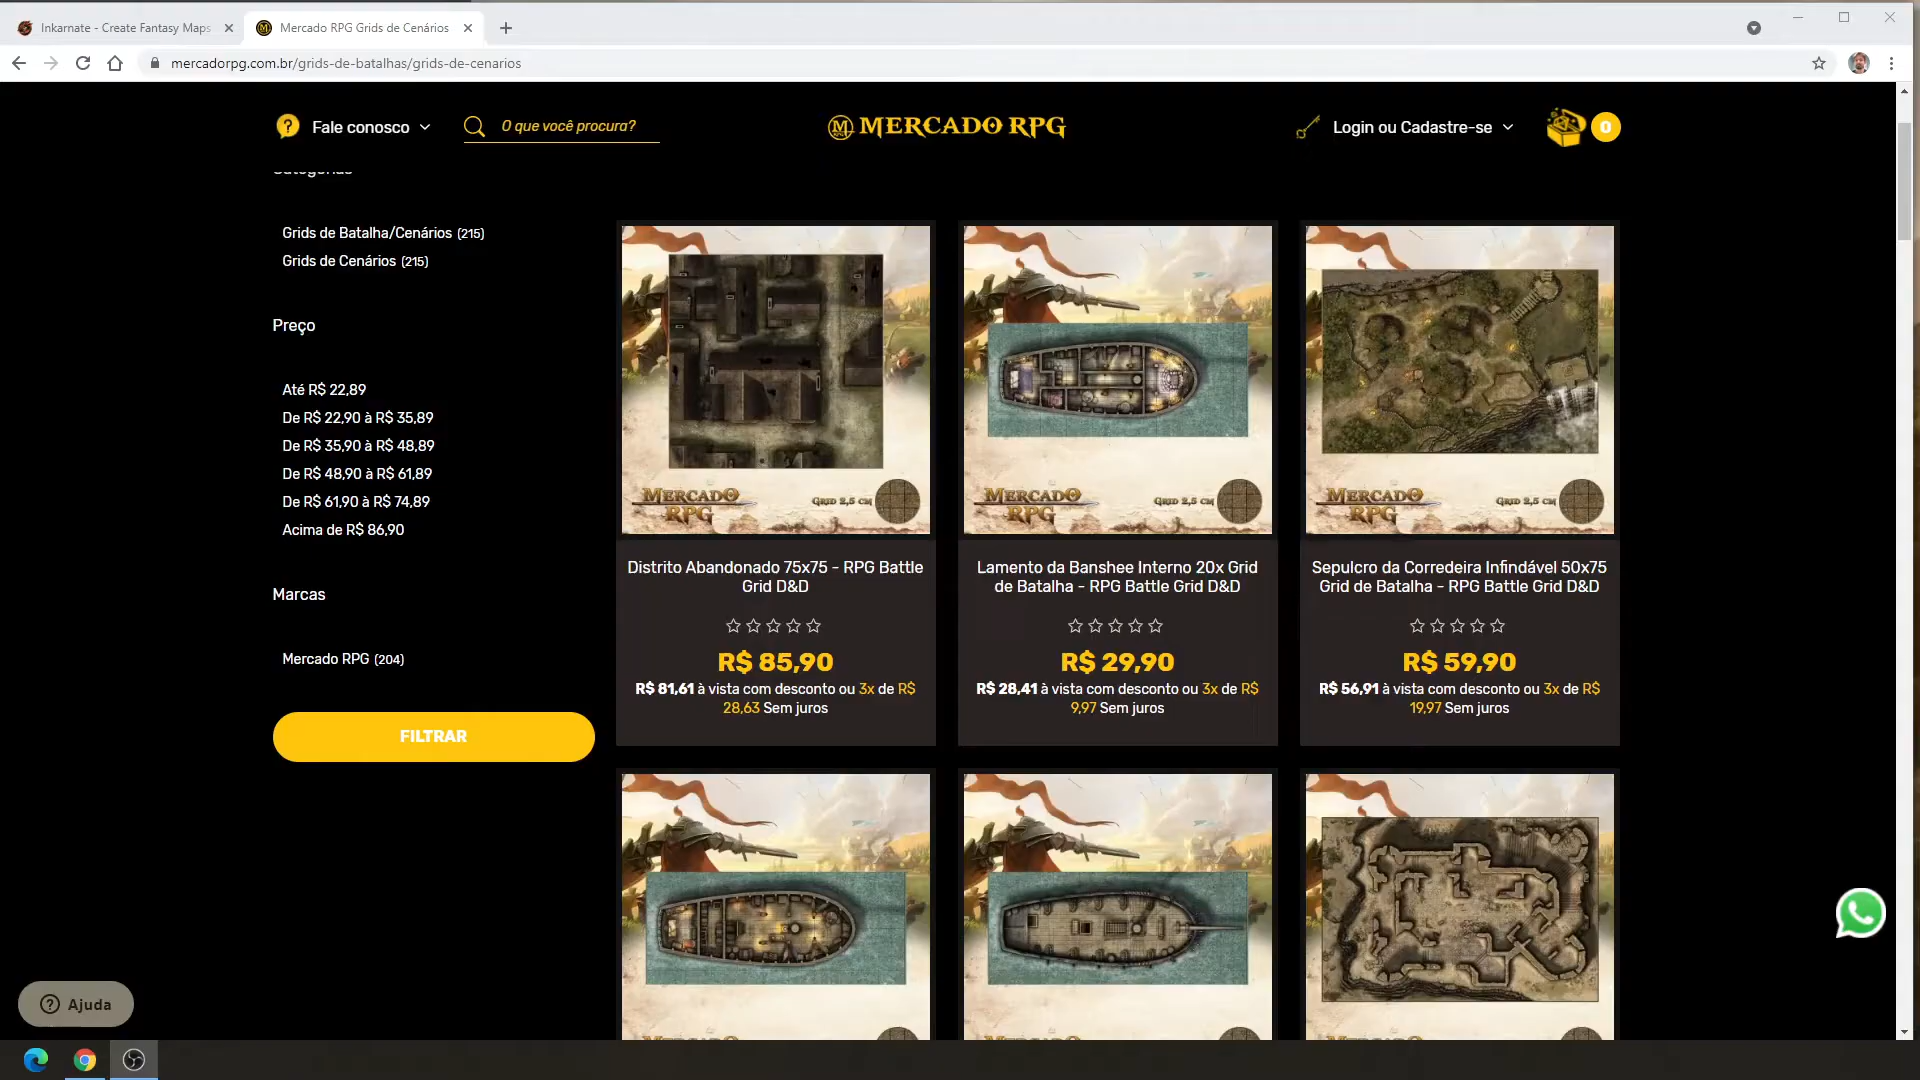 Inkarnate - Create Fantasy Maps
Mercado RPG Grids de Cenários
mercadorpg.com.br/grids-de-batalhas/grids-de-cenarios
?
Fale conosco
O que você procura?
M MERCADO RPG
Login ou Cadastre-se
0
Categorias
Grids de Batalha/Cenários (215)
Grids de Cenários (215)
Preço
Até R$ 22,89
De R$ 22,90 à R$ 35,89
De R$ 35,90 à R$ 48,89
De R$ 48,90 à R$ 61,89
De R$ 61,90 à R$ 74,89
Acima de R$ 86,90
Marcas
Mercado RPG (204)
FILTRAR
MERCADO
RPG
GRID 2,5 CM
Distrito Abandonado 75x75 - RPG Battle
Grid D&D
R$ 85,90
R$ 81,61 à vista com desconto ou 3x de R$
28,63 Sem juros
MERCADO
RPG
GRID 2,5 CM
Lamento da Banshee Interno 20x Grid
de Batalha - RPG Battle Grid D&D
R$ 29,90
R$ 28,41 à vista com desconto ou 3x de R$
9,97 Sem juros
MERCADO
RPG
GRID 2,5 CM
Sepulcro da Corredeira Infindável 50x75
Grid de Batalha - RPG Battle Grid D&D
R$ 59,90
R$ 56,91 à vista com desconto ou 3x de R$
19,97 Sem juros
MERCADO
MERCADO
MERCADO
? Ajuda